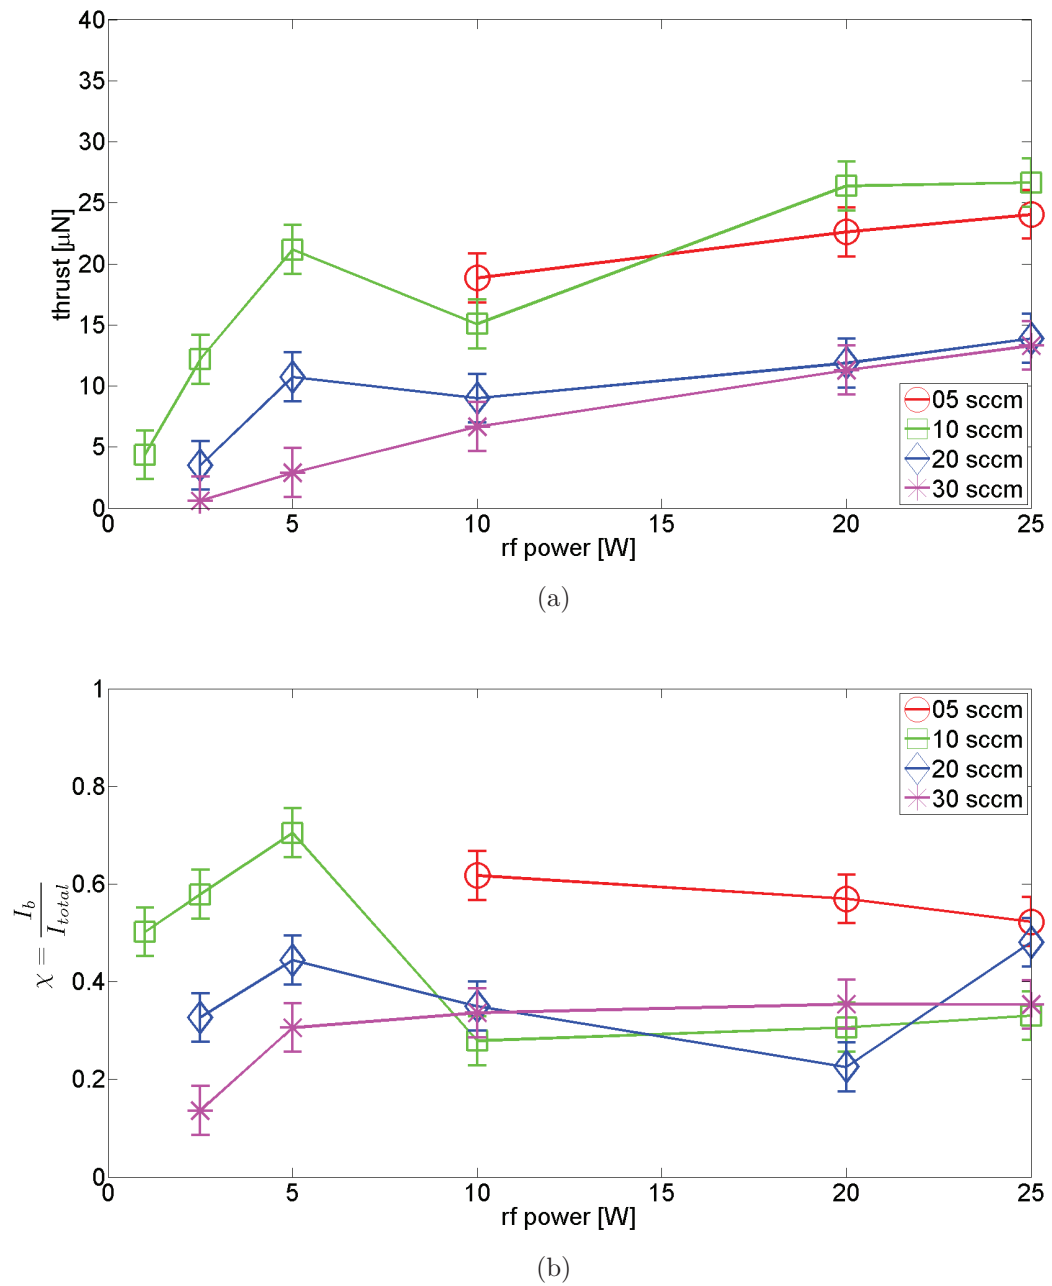 40
35
30
25
20
15
10
5
0
thrust [μN]
0 5 10 15 20 25
rf power [W]
05 sccm
10 sccm
20 sccm
30 sccm
(a)
1
0.8
0.6
0.4
0.2
0
χ = I_b / I_total
0 5 10 15 20 25
rf power [W]
05 sccm
10 sccm
20 sccm
30 sccm
(b)